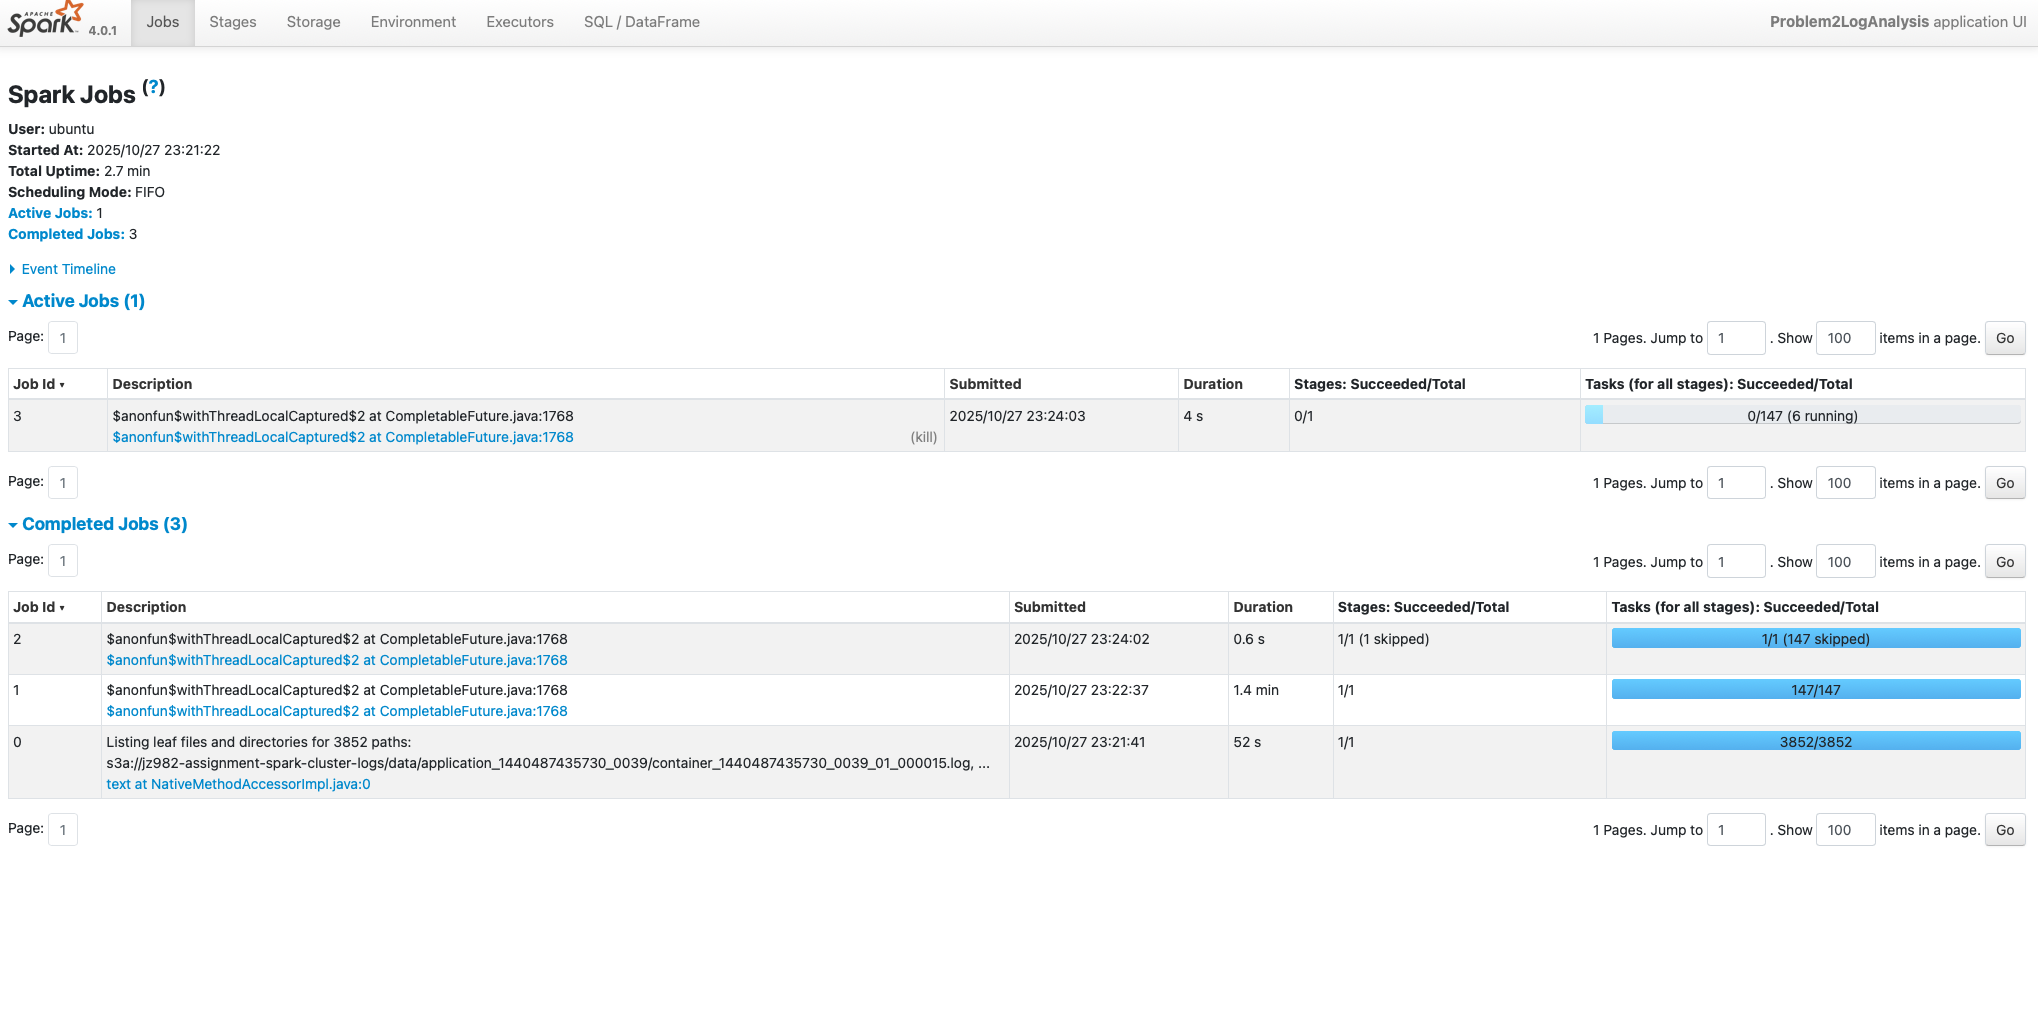 APACHE
Spark 4.0.1 Jobs Stages Storage Environment Executors SQL / DataFrame Problem2LogAnalysis application UI
Spark Jobs (?)
User: ubuntu
Started At: 2025/10/27 23:21:22
Total Uptime: 2.7 min
Scheduling Mode: FIFO
Active Jobs: 1
Completed Jobs: 3
Event Timeline
Active Jobs (1)
Page: 1 1 Pages. Jump to 1 . Show 100 items in a page. Go
Job Id ▾ Description Submitted Duration Stages: Succeeded/Total Tasks (for all stages): Succeeded/Total
3 $anonfun$withThreadLocalCaptured$2 at CompletableFuture.java:1768 2025/10/27 23:24:03 4 s 0/1 0/147 (6 running)
$anonfun$withThreadLocalCaptured$2 at CompletableFuture.java:1768 (kill)
Page: 1 1 Pages. Jump to 1 . Show 100 items in a page. Go
Completed Jobs (3)
Page: 1 1 Pages. Jump to 1 . Show 100 items in a page. Go
Job Id ▾ Description Submitted Duration Stages: Succeeded/Total Tasks (for all stages): Succeeded/Total
2 $anonfun$withThreadLocalCaptured$2 at CompletableFuture.java:1768 2025/10/27 23:24:02 0.6 s 1/1 (1 skipped) 1/1 (147 skipped)
$anonfun$withThreadLocalCaptured$2 at CompletableFuture.java:1768
1 $anonfun$withThreadLocalCaptured$2 at CompletableFuture.java:1768 2025/10/27 23:22:37 1.4 min 1/1 147/147
$anonfun$withThreadLocalCaptured$2 at CompletableFuture.java:1768
0 Listing leaf files and directories for 3852 paths: 2025/10/27 23:21:41 52 s 1/1 3852/3852
s3a://jz982-assignment-spark-cluster-logs/data/application_1440487435730_0039/container_1440487435730_0039_01_000015.log, ...
text at NativeMethodAccessorImpl.java:0
Page: 1 1 Pages. Jump to 1 . Show 100 items in a page. Go